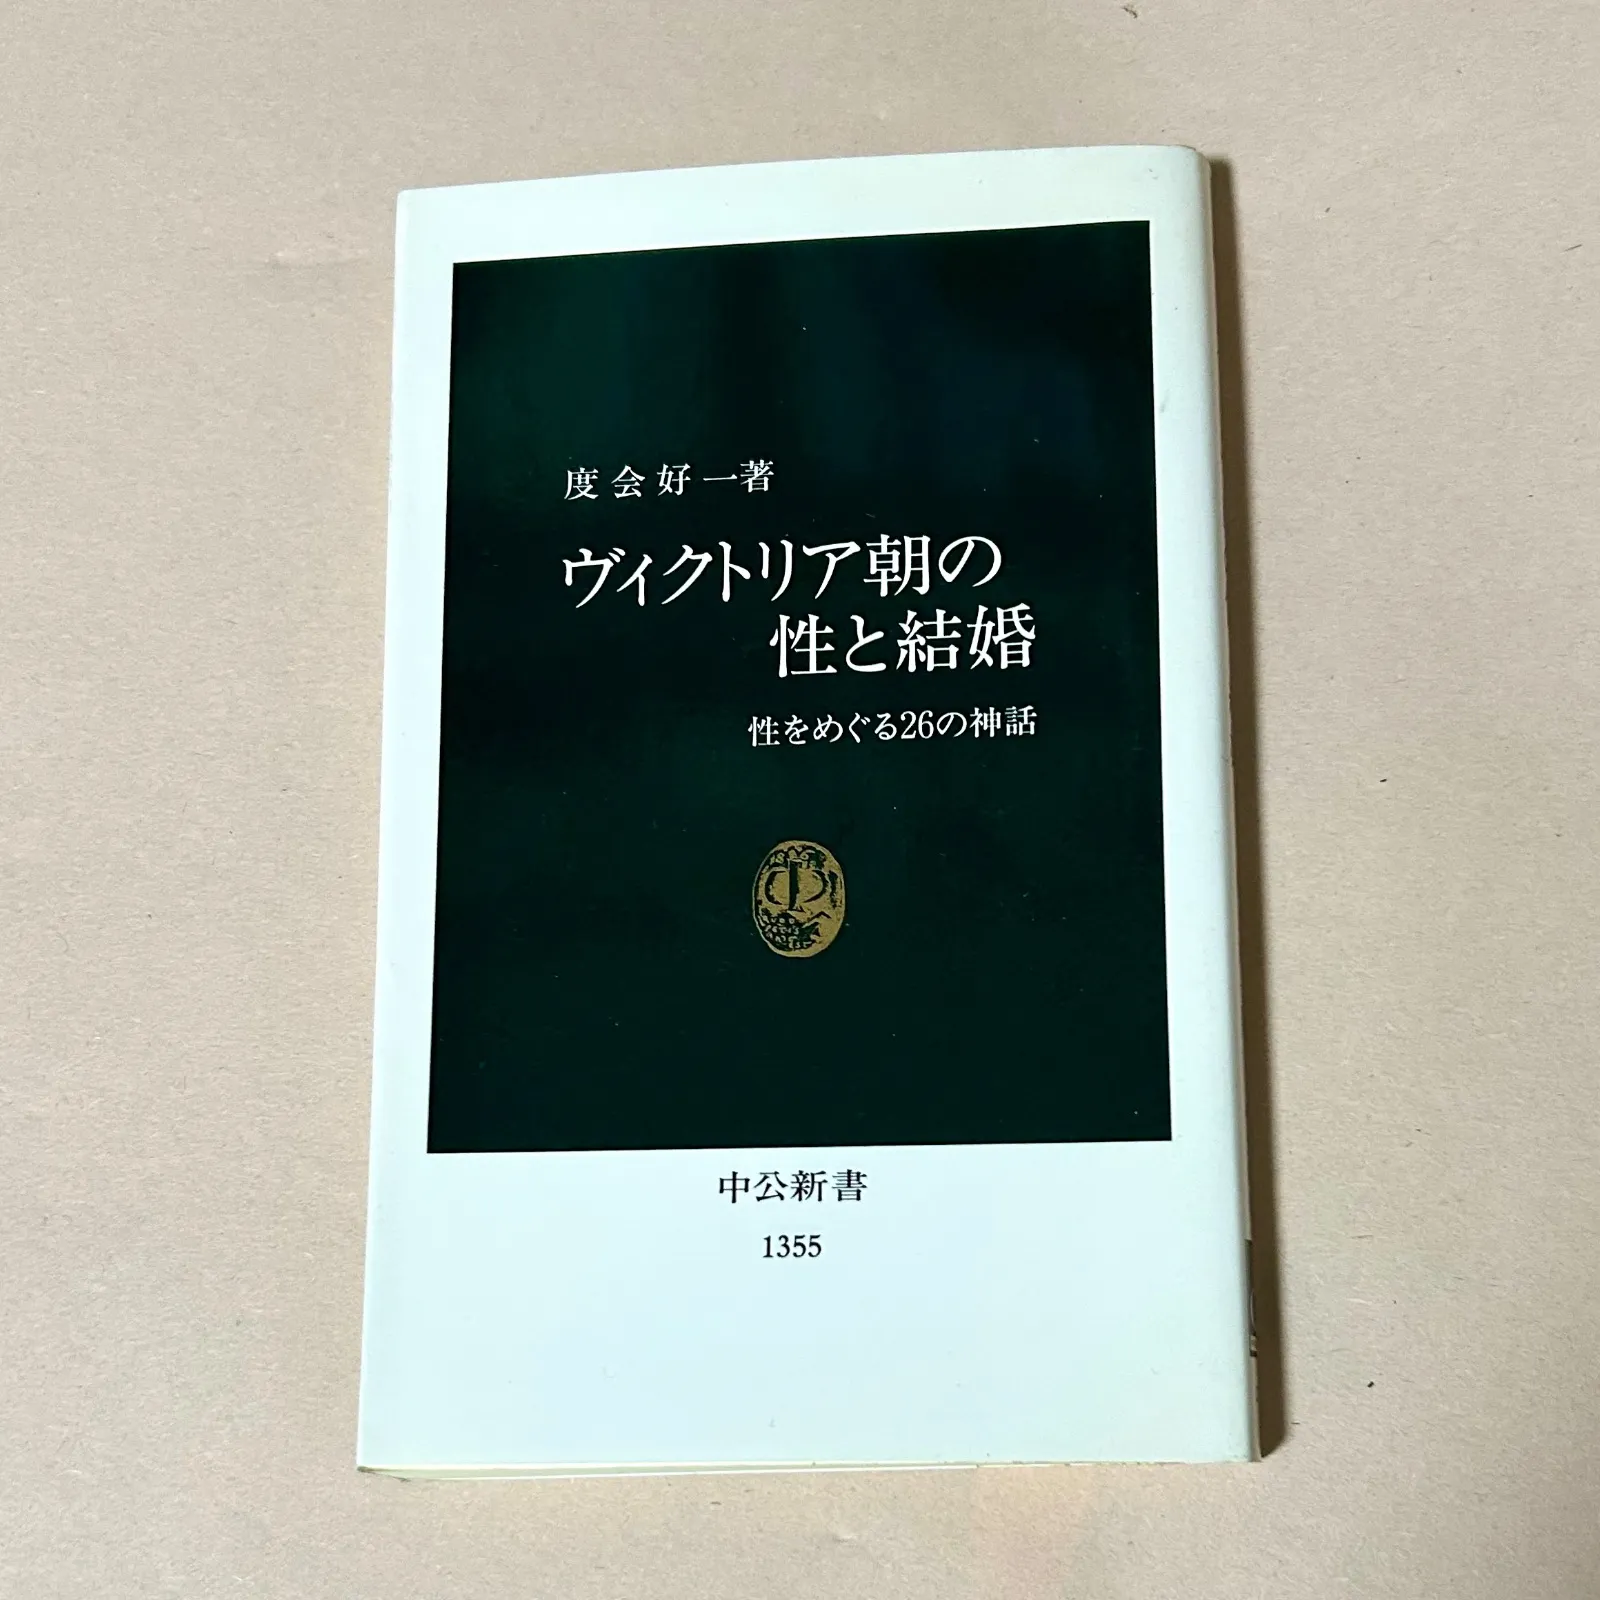 度会好一著
ヴィクトリア朝の
性と結婚
性をめぐる26の神話
中公新書
1355